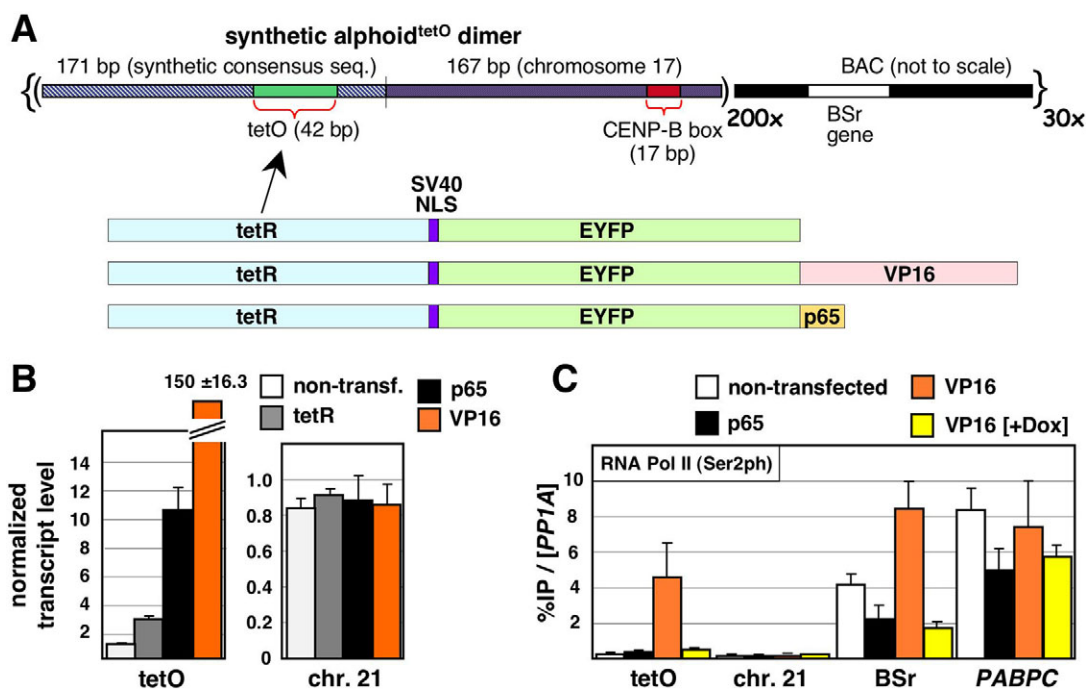 A
synthetic alphoid^tetO dimer
171 bp (synthetic consensus seq.)
167 bp (chromosome 17)
BAC (not to scale)
{( ) }
tetO (42 bp)
CENP-B box
(17 bp)
200x
BSr
gene
30x
SV40
NLS
tetR
EYFP
tetR
EYFP
VP16
tetR
EYFP
p65
B
150 ±16.3
non-transf.
p65
tetR
VP16
normalized
transcript level
14
12
10
8
6
4
2
tetO
1.0
0.8
0.6
0.4
0.2
0
chr. 21
C
non-transfected
VP16
p65
VP16 [+Dox]
RNA Pol II (Ser2ph)
%IP / [PP1A]
10
8
6
4
2
tetO
chr. 21
BSr
PABPC